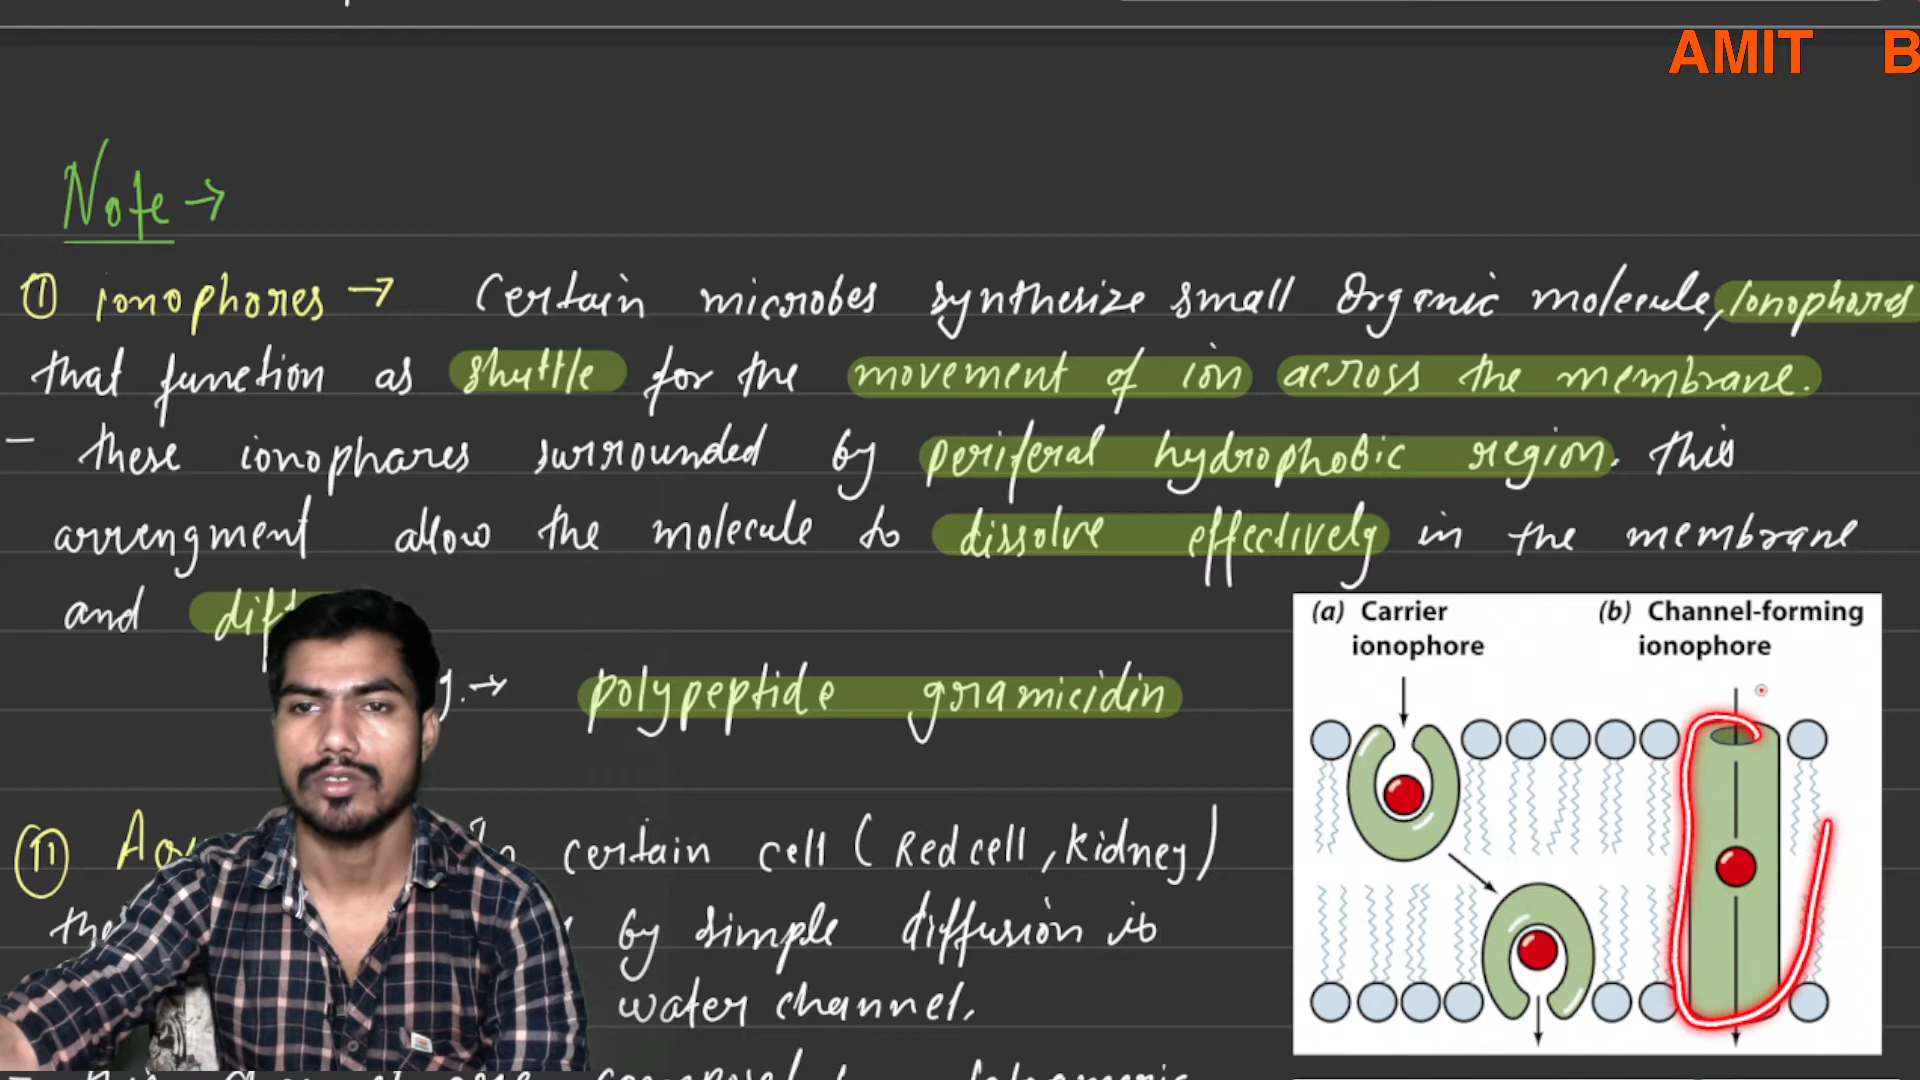 AMIT B
Note →
① ionophores → Certain microbes synthesize small Organic molecule, ionophores
that function as shuttle for the movement of ion across the membrane.
- these ionophares surrounded by periferal hydrophobic region. this
arrengment allow the molecule to dissolve effectively in the membrane
and
→ polypeptide gramicidin
(a) Carrier
ionophore
(b) Channel-forming
ionophore
certain cell (Red cell, kidney)
by simple diffusion is
water channel.